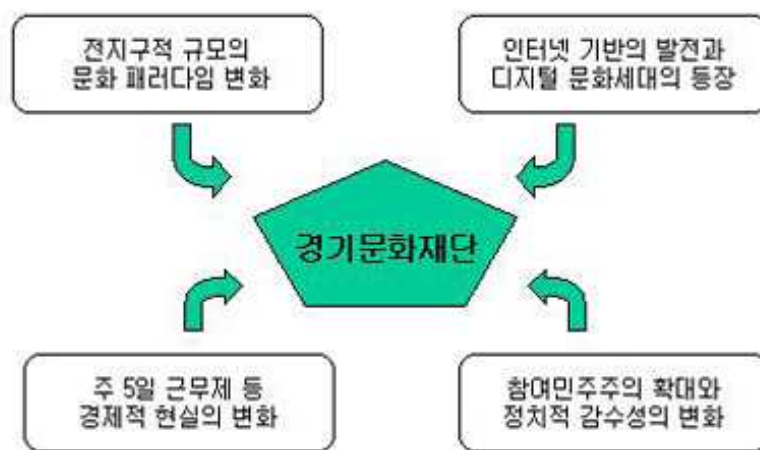 전지구적 규모의
문화 패러다임 변화
인터넷 기반의 발전과
디지털 문화세대의 등장
경기문화재단
주 5일 근무제 등
경제적 현실의 변화
참여민주주의 확대와
정치적 감수성의 변화